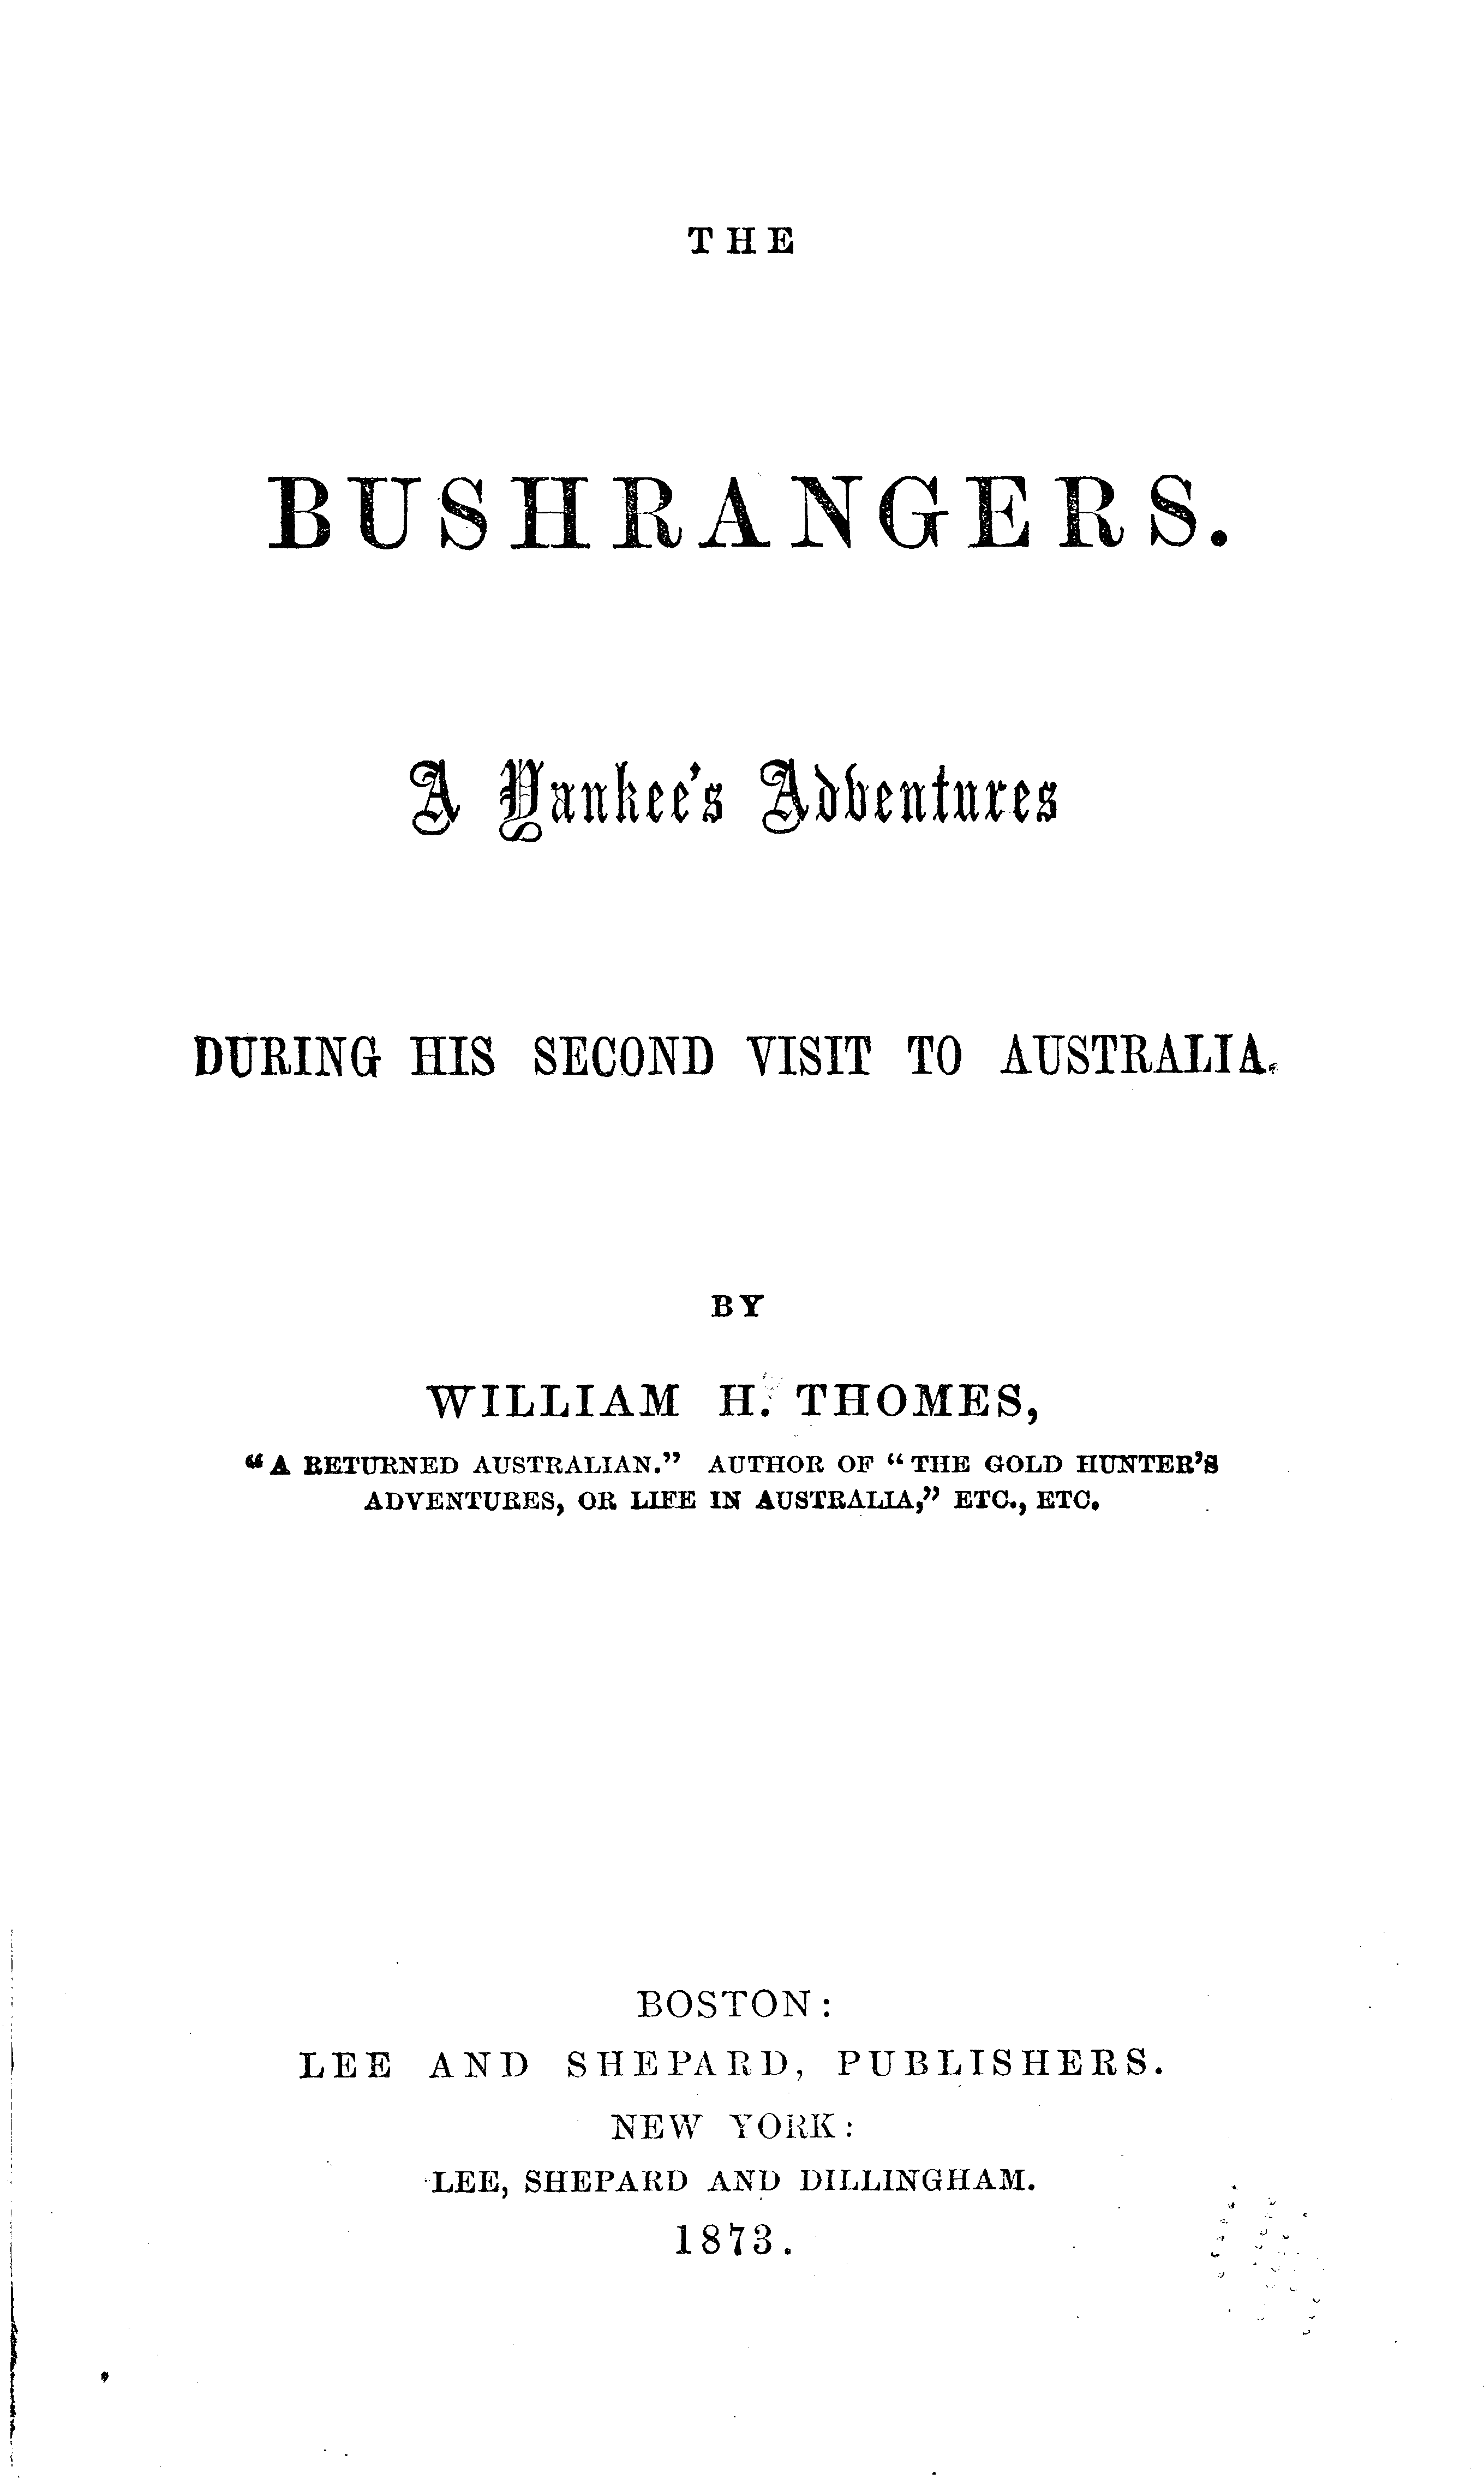 THE
BUSHRANGERS.
A Yankee's Adventures
DURING HIS SECOND VISIT TO AUSTRALIA.
BY
WILLIAM H. THOMES,
"A RETURNED AUSTRALIAN." AUTHOR OF "THE GOLD HUNTER'S
ADVENTURES, OR LIFE IN AUSTRALIA," ETC., ETC.
BOSTON:
LEE AND SHEPARD, PUBLISHERS.
NEW YORK:
LEE, SHEPARD AND DILLINGHAM.
1873.